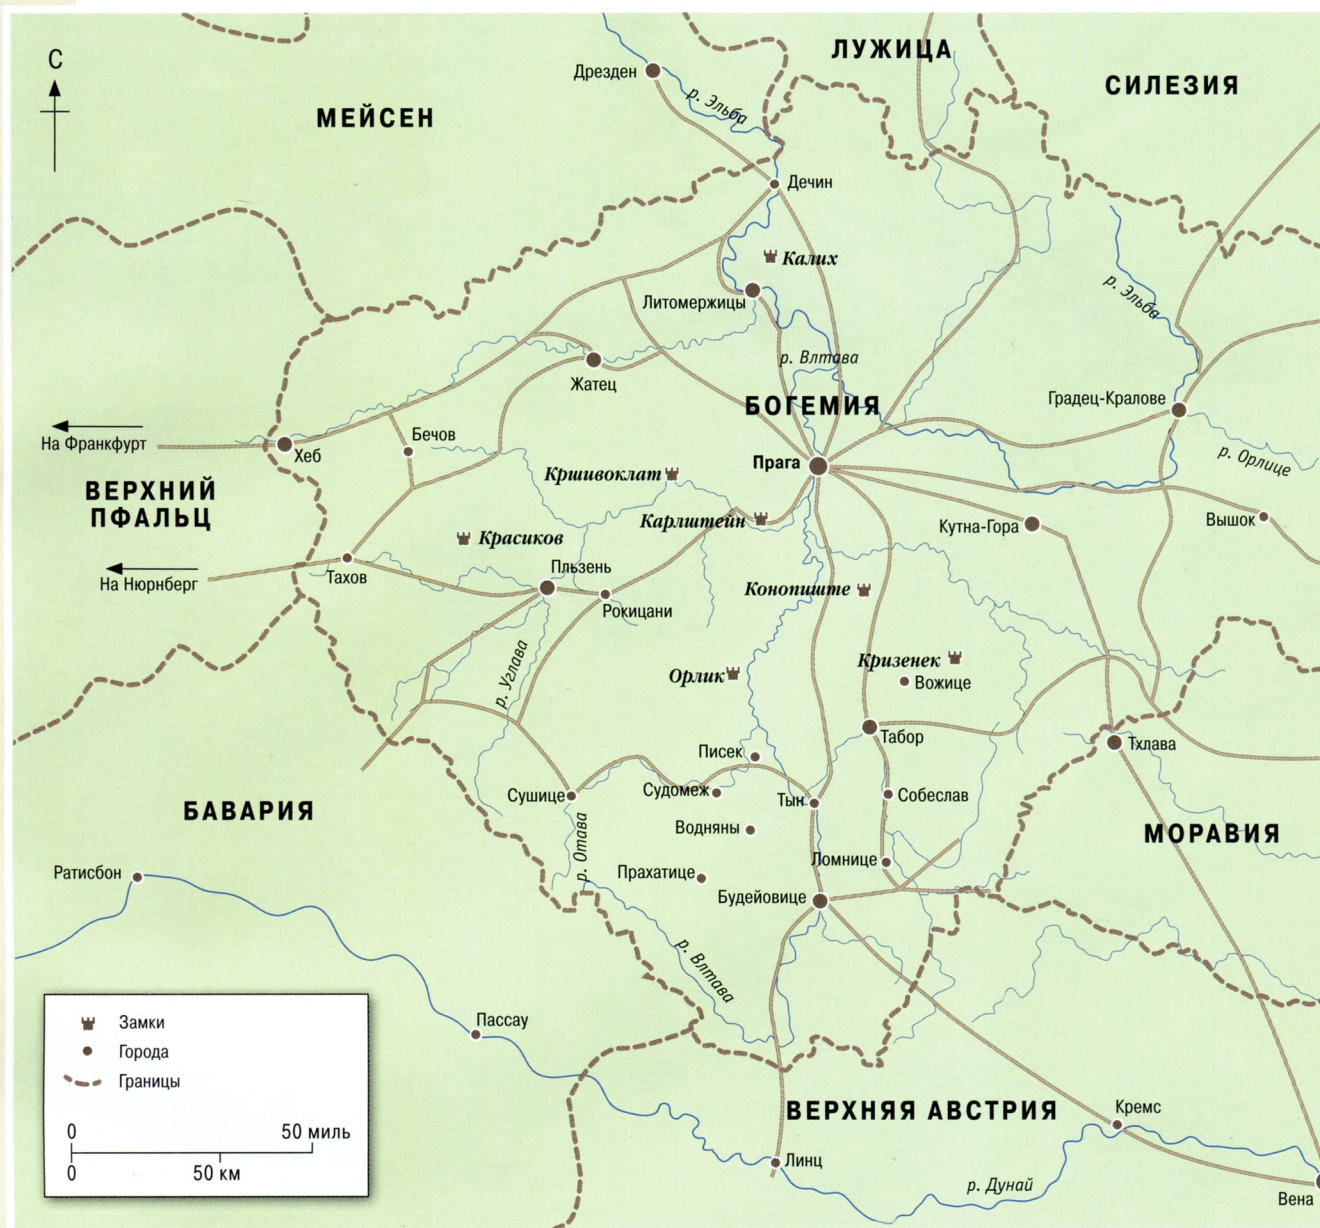 С
ЛУЖИЦА
СИЛЕЗИЯ
Дрезден
р. Эльба
МЕЙСЕН
Дечин
Калих
Литомержицы
р. Эльба
р. Влтава
Жатец
БОГЕМИЯ
Градец-Кралове
На Франкфурт
Хеб
Бечов
Прага
р. Орлице
Кршивоклат
ВЕРХНИЙ
ПФАЛЬЦ
Карлштейн
Кутна-Гора
Вышок
Красиков
На Нюрнберг
Тахов
Пльзень
Рокицани
Конопиште
р. Углава
Орлик
Кризенек
Вожице
Табор
Тхлава
Писек
Сушице
Судомеж
Тын
Собеслав
БАВАРИЯ
р. Отава
Водняны
МОРАВИЯ
Ратисбон
Прахатице
Ломнице
Будейовице
р. Влтава
Пассау
Замки
Города
Границы
0
50 миль
0
50 км
ВЕРХНЯЯ АВСТРИЯ
Кремс
Линц
р. Дунай
Вена